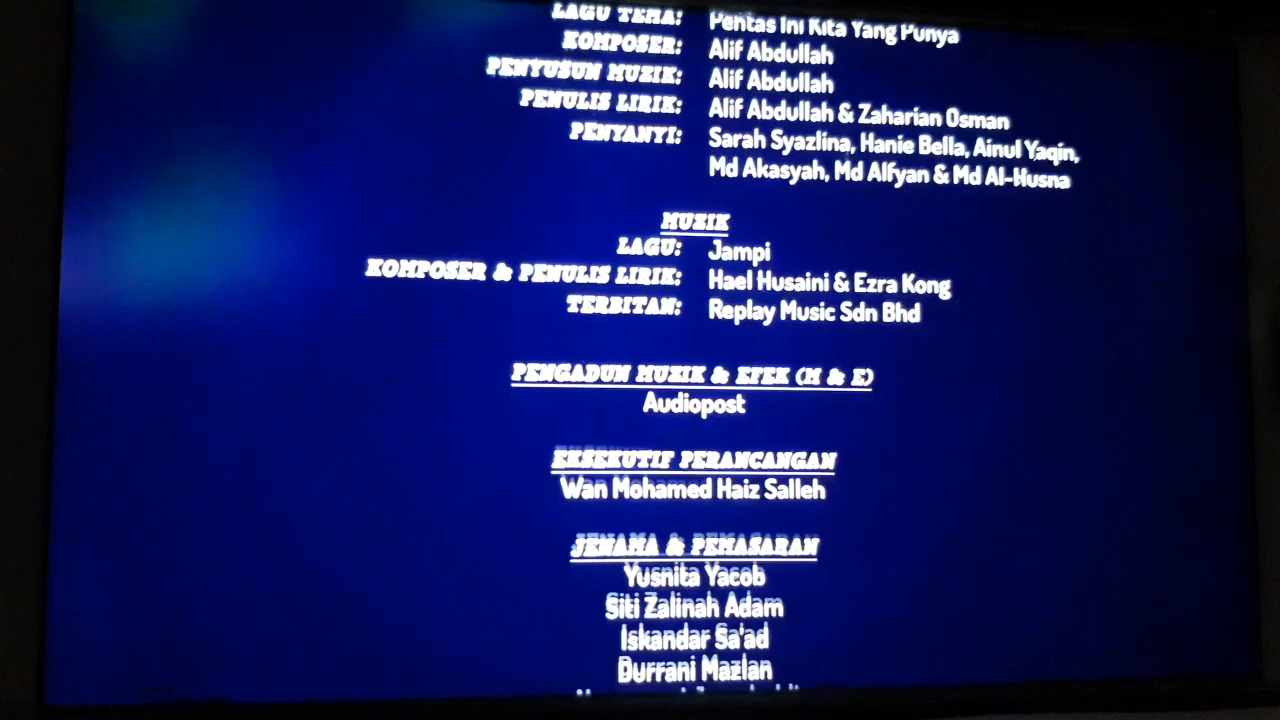 LAGU TEMA: Pentas Ini Kita Yang Punya
KOMPOSER: Alif Abdullah
PENYUSUN MUZIK: Alif Abdullah
PENULIS LIRIK: Alif Abdullah & Zaharian Osman
PENYANYI: Sarah Syazlina, Hanie Bella, Ainul Yaqin,
Md Akasyah, Md Alfyan & Md Al-Husna
MUZIK
LAGU: Jampi
KOMPOSER & PENULIS LIRIK: Hael Husaini & Ezra Kong
TERBITAN: Replay Music Sdn Bhd
PENGADUN MUZIK & EFEK (M & E)
Audiopost
EKSEKUTIF PERANCANGAN
Wan Mohamed Haiz Salleh
JENAMA & PEMASARAN
Yusnita Yacob
Siti Zalinah Adam
Iskandar Sa'ad
Durrani Mazlan